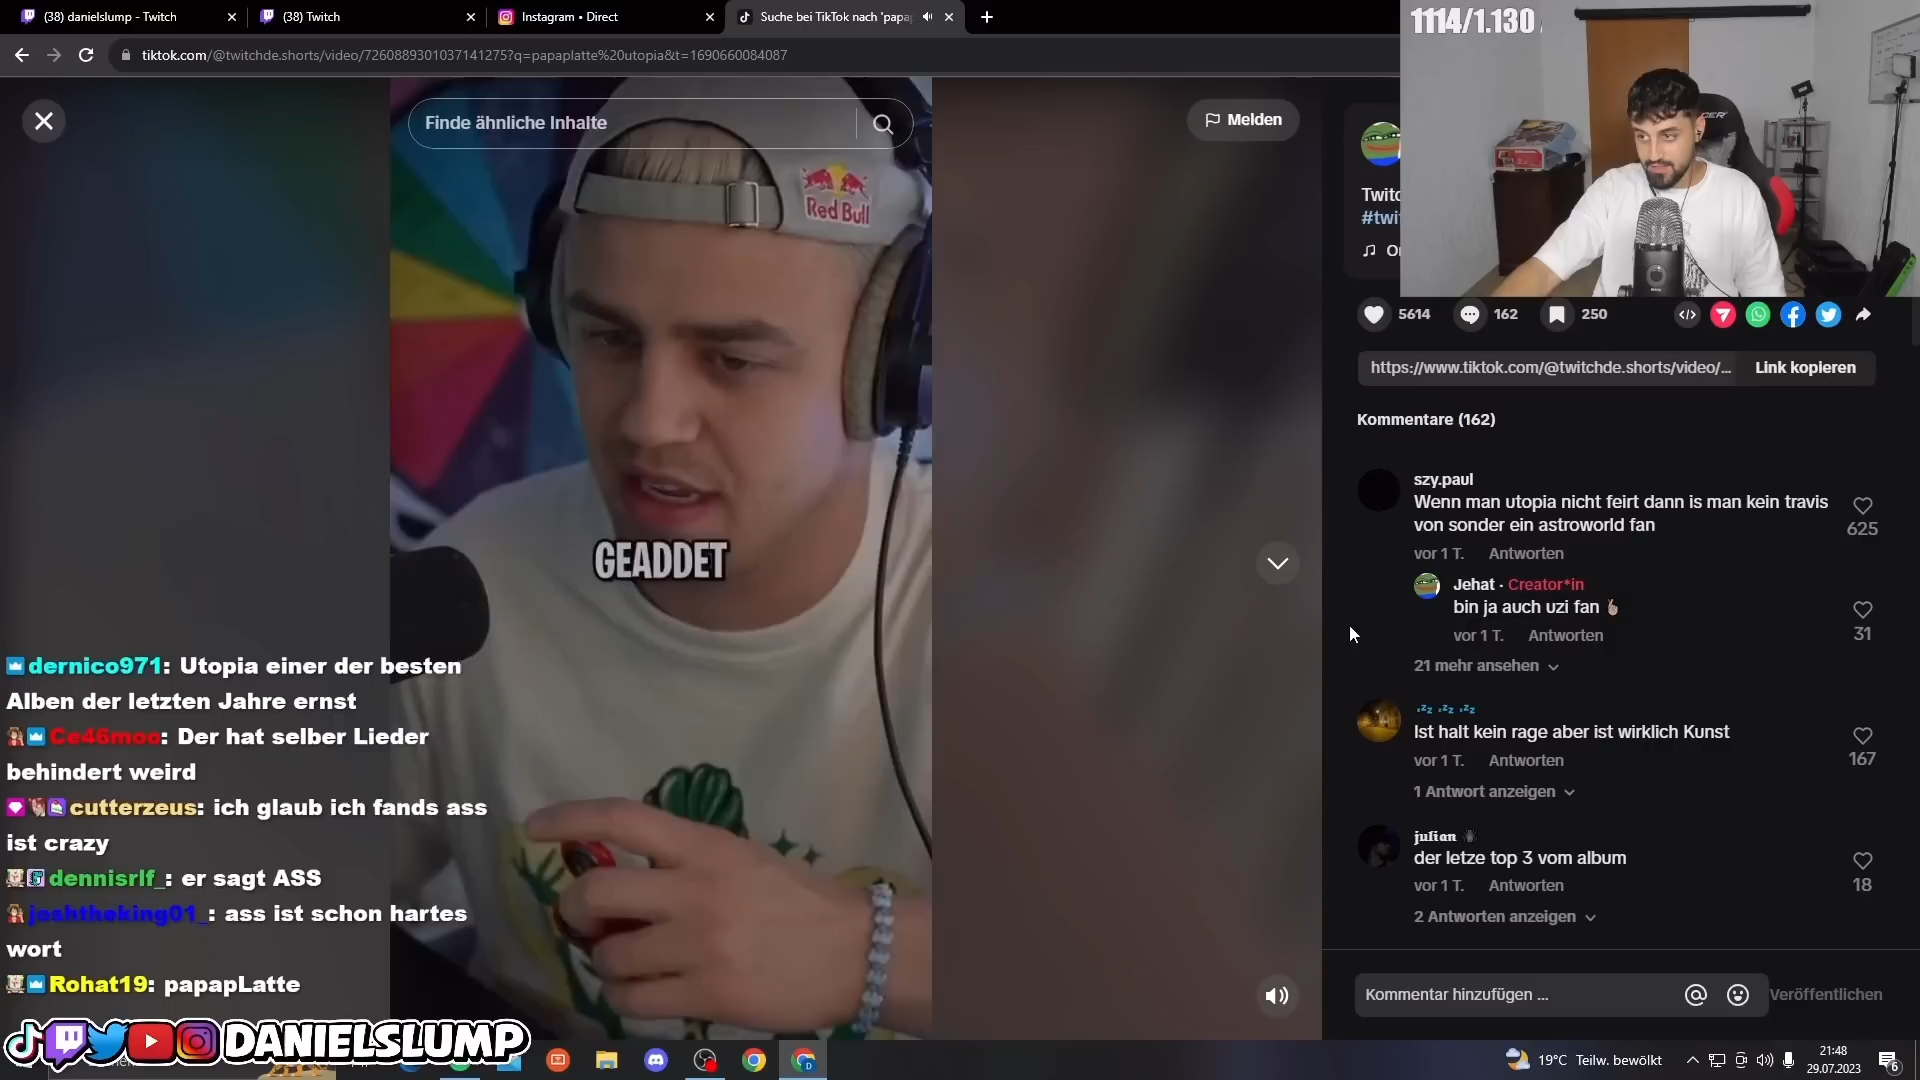 (38) danielslump - Twitch
(38) Twitch
Instagram • Direct
Suche bei TikTok nach 'papap
tiktok.com/@twitchde.shorts/video/7260889301037141275?q=papaplatte%20utopia&t=1690660084087
1114/1.130
Finde ähnliche Inhalte
Melden
Red Bull
Twitc
#twit
5614
162
250
https://www.tiktok.com/@twitchde.shorts/video/...
Link kopieren
Kommentare (162)
szy.paul
Wenn man utopia nicht feirt dann is man kein travis
von sonder ein astroworld fan
625
vor 1 T. Antworten
Jehat · Creator*in
bin ja auch uzi fan
31
vor 1 T. Antworten
21 mehr ansehen
Ist halt kein rage aber ist wirklich Kunst
167
vor 1 T. Antworten
1 Antwort anzeigen
julian
der letze top 3 vom album
18
vor 1 T. Antworten
2 Antworten anzeigen
Kommentar hinzufügen ...
Veröffentlichen
GEADDET
dernico971: Utopia einer der besten
Alben der letzten Jahre ernst
Ce46moo: Der hat selber Lieder
behindert weird
cutterzeus: ich glaub ich fands ass
ist crazy
dennisrlf_: er sagt ASS
joshtheking01_: ass ist schon hartes
wort
Rohat19: papapLatte
DANIELSLUMP
19°C Teilw. bewölkt
21:48
29.07.2023
6